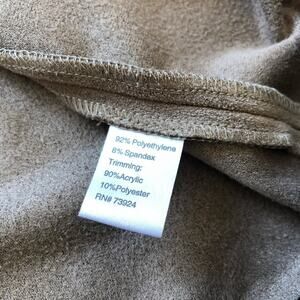 92% Polyethylene
8% Spandex
Trimming:
90%Acrylic
10%Polyester
RN# 73924